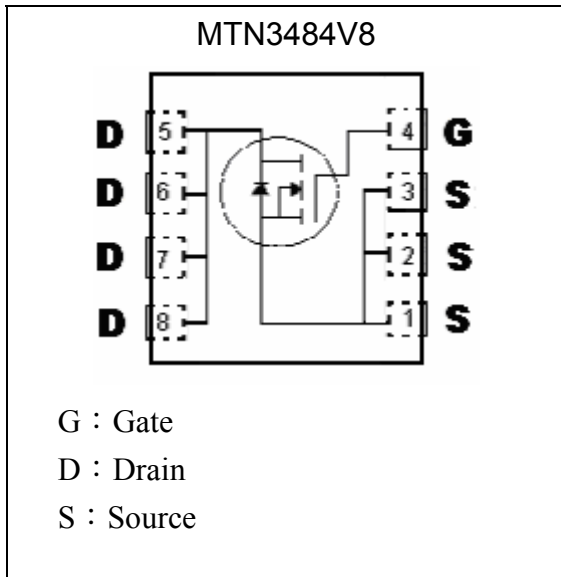 MTN3484V8
D 5 4 G
D 6 3 S
D 7 2 S
D 8 1 S
G：Gate
D：Drain
S：Source